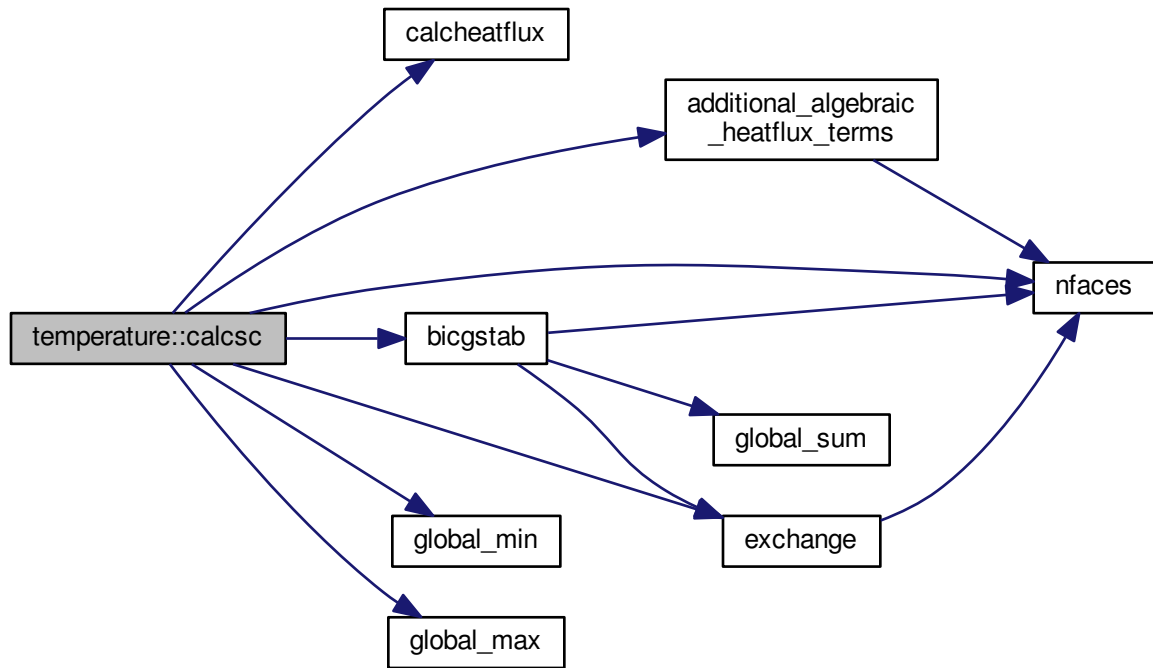 calcheatflux
additional_algebraic
_heatflux_terms
nfaces
temperature::calcsc
bicgstab
global_sum
global_min
exchange
global_max